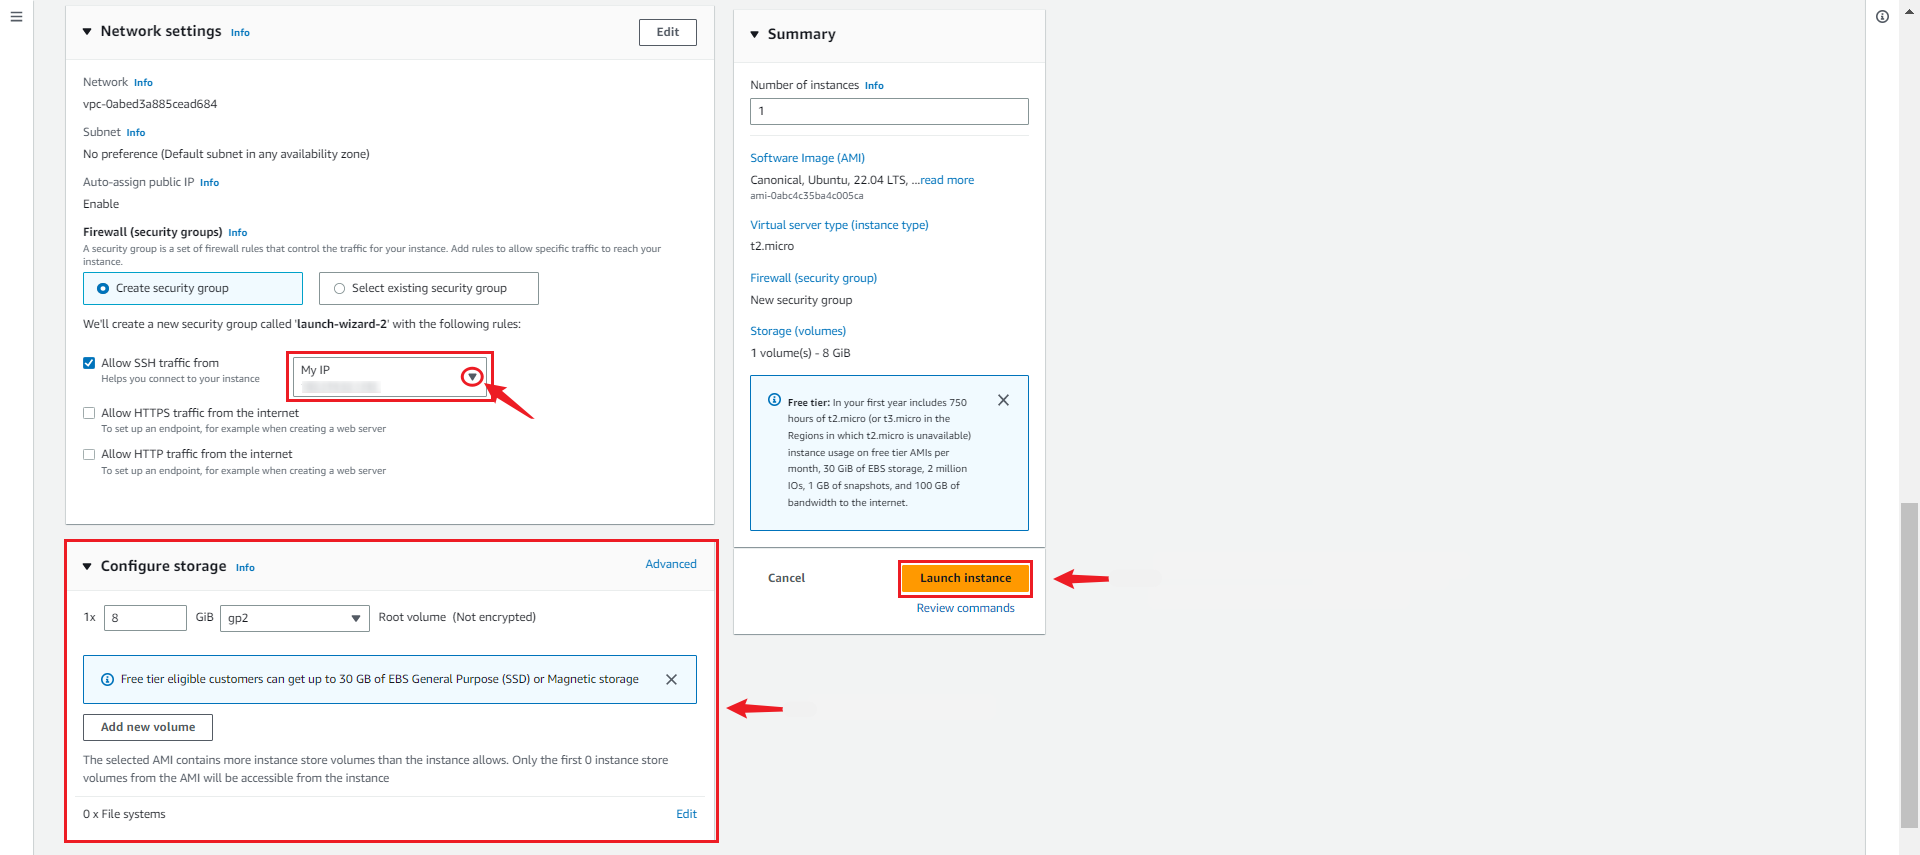 Network settings Info
Edit
Network Info
vpc-0abed3a885cead684
Subnet Info
No preference (Default subnet in any availability zone)
Auto-assign public IP Info
Enable
Firewall (security groups) Info
A security group is a set of firewall rules that control the traffic for your instance. Add rules to allow specific traffic to reach your
instance.
Create security group
Select existing security group
We'll create a new security group called 'launch-wizard-2' with the following rules:
Allow SSH traffic from
Helps you connect to your instance
My IP
Allow HTTPS traffic from the internet
To set up an endpoint, for example when creating a web server
Allow HTTP traffic from the internet
To set up an endpoint, for example when creating a web server
Configure storage Info
Advanced
1x 8 GiB gp2 Root volume (Not encrypted)
Free tier eligible customers can get up to 30 GB of EBS General Purpose (SSD) or Magnetic storage
Add new volume
The selected AMI contains more instance store volumes than the instance allows. Only the first 0 instance store
volumes from the AMI will be accessible from the instance
0 x File systems
Edit
Summary
Number of instances Info
1
Software Image (AMI)
Canonical, Ubuntu, 22.04 LTS, ...read more
ami-0abc4c35ba4c005ca
Virtual server type (instance type)
t2.micro
Firewall (security group)
New security group
Storage (volumes)
1 volume(s) - 8 GiB
Free tier: In your first year includes 750
hours of t2.micro (or t3.micro in the
Regions in which t2.micro is unavailable)
instance usage on free tier AMIs per
month, 30 GiB of EBS storage, 2 million
IOs, 1 GB of snapshots, and 100 GB of
bandwidth to the internet.
Cancel
Launch instance
Review commands